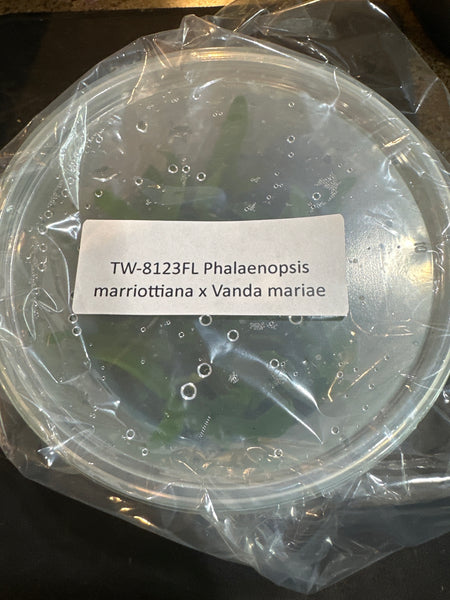 TW-8123FL Phalaenopsis
marriottiana x Vanda mariae